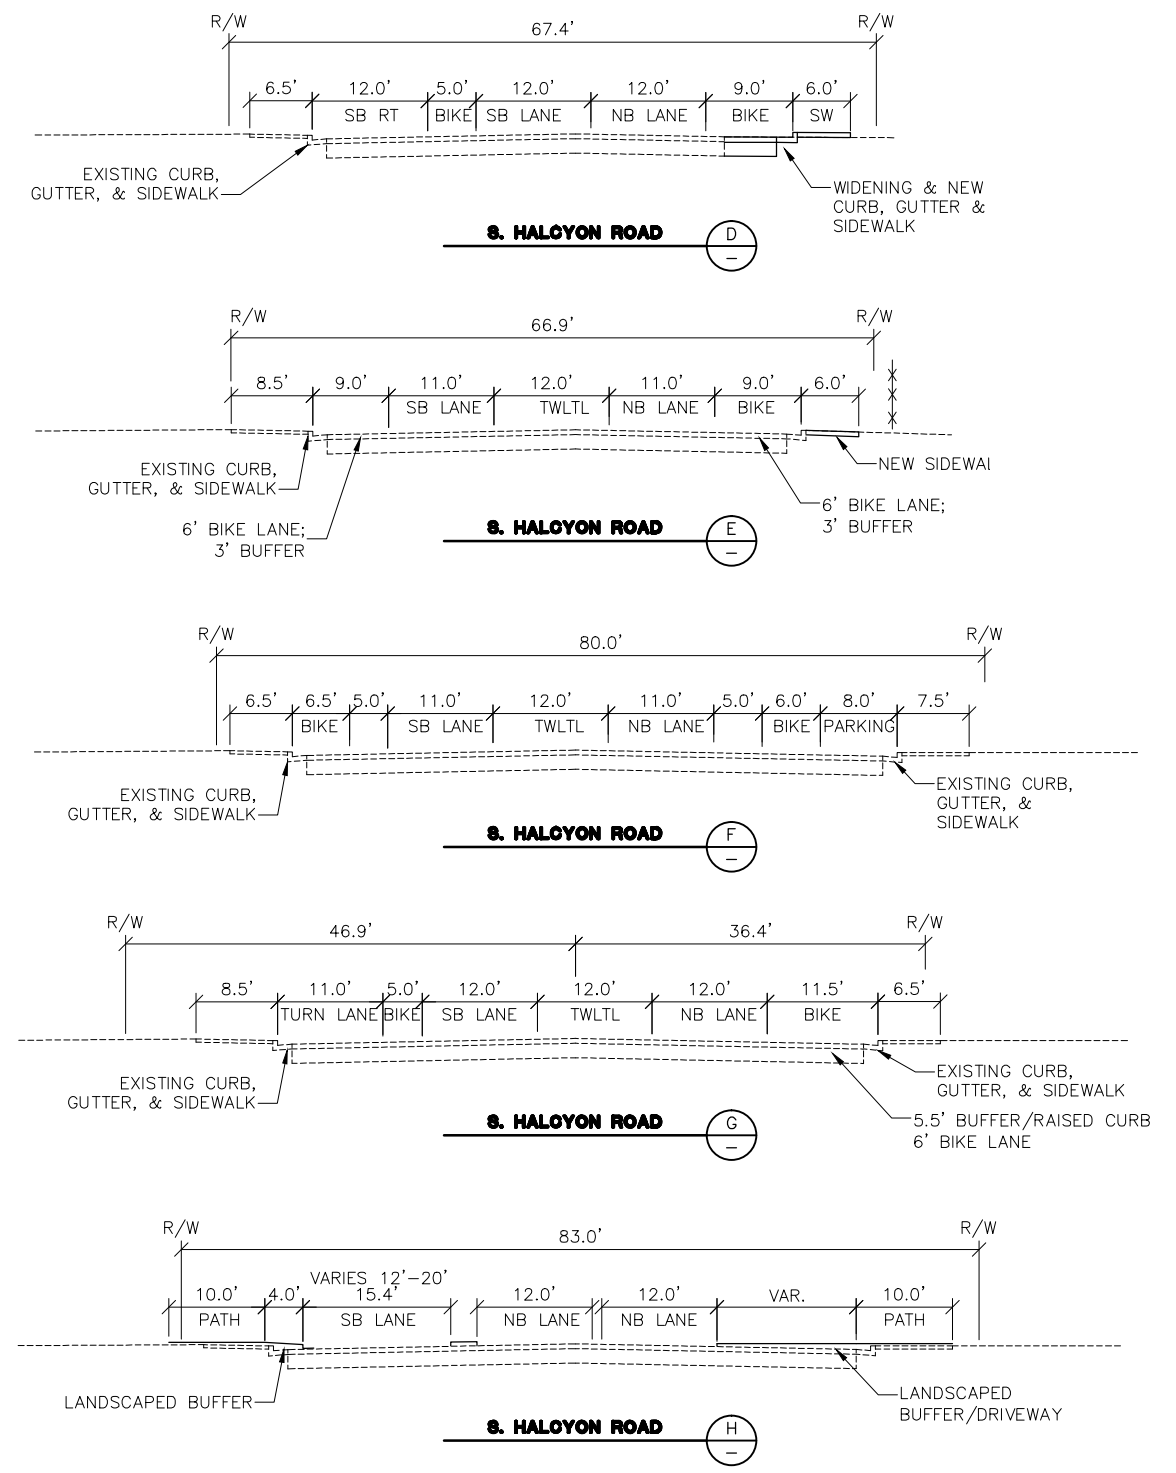 R/W R/W
67.4'
6.5' 12.0' 5.0' 12.0' 12.0' 9.0' 6.0'
SB RT BIKE SB LANE NB LANE BIKE SW
EXISTING CURB,
GUTTER, & SIDEWALK
WIDENING & NEW
CURB, GUTTER &
SIDEWALK
S. HALCYON ROAD
D
–
R/W R/W
66.9'
8.5' 9.0' 11.0' 12.0' 11.0' 9.0' 6.0'
SB LANE TWLTL NB LANE BIKE
EXISTING CURB,
GUTTER, & SIDEWALK
NEW SIDEWAl
6' BIKE LANE;
3' BUFFER
6' BIKE LANE;
3' BUFFER
S. HALCYON ROAD
E
–
R/W R/W
80.0'
6.5' 6.5' 5.0' 11.0' 12.0' 11.0' 5.0' 6.0' 8.0' 7.5'
BIKE SB LANE TWLTL NB LANE BIKE PARKING
EXISTING CURB,
GUTTER, & SIDEWALK
EXISTING CURB,
GUTTER, &
SIDEWALK
S. HALCYON ROAD
F
–
R/W R/W
46.9' 36.4'
8.5' 11.0' 5.0' 12.0' 12.0' 12.0' 11.5' 6.5'
TURN LANE BIKE SB LANE TWLTL NB LANE BIKE
EXISTING CURB,
GUTTER, & SIDEWALK
EXISTING CURB,
GUTTER, & SIDEWALK
5.5' BUFFER/RAISED CURB
6' BIKE LANE
S. HALCYON ROAD
G
–
R/W R/W
83.0'
VARIES 12'-20'
10.0' 4.0' 15.4' 12.0' 12.0' VAR. 10.0'
PATH SB LANE NB LANE NB LANE PATH
LANDSCAPED BUFFER
LANDSCAPED
BUFFER/DRIVEWAY
S. HALCYON ROAD
H
–